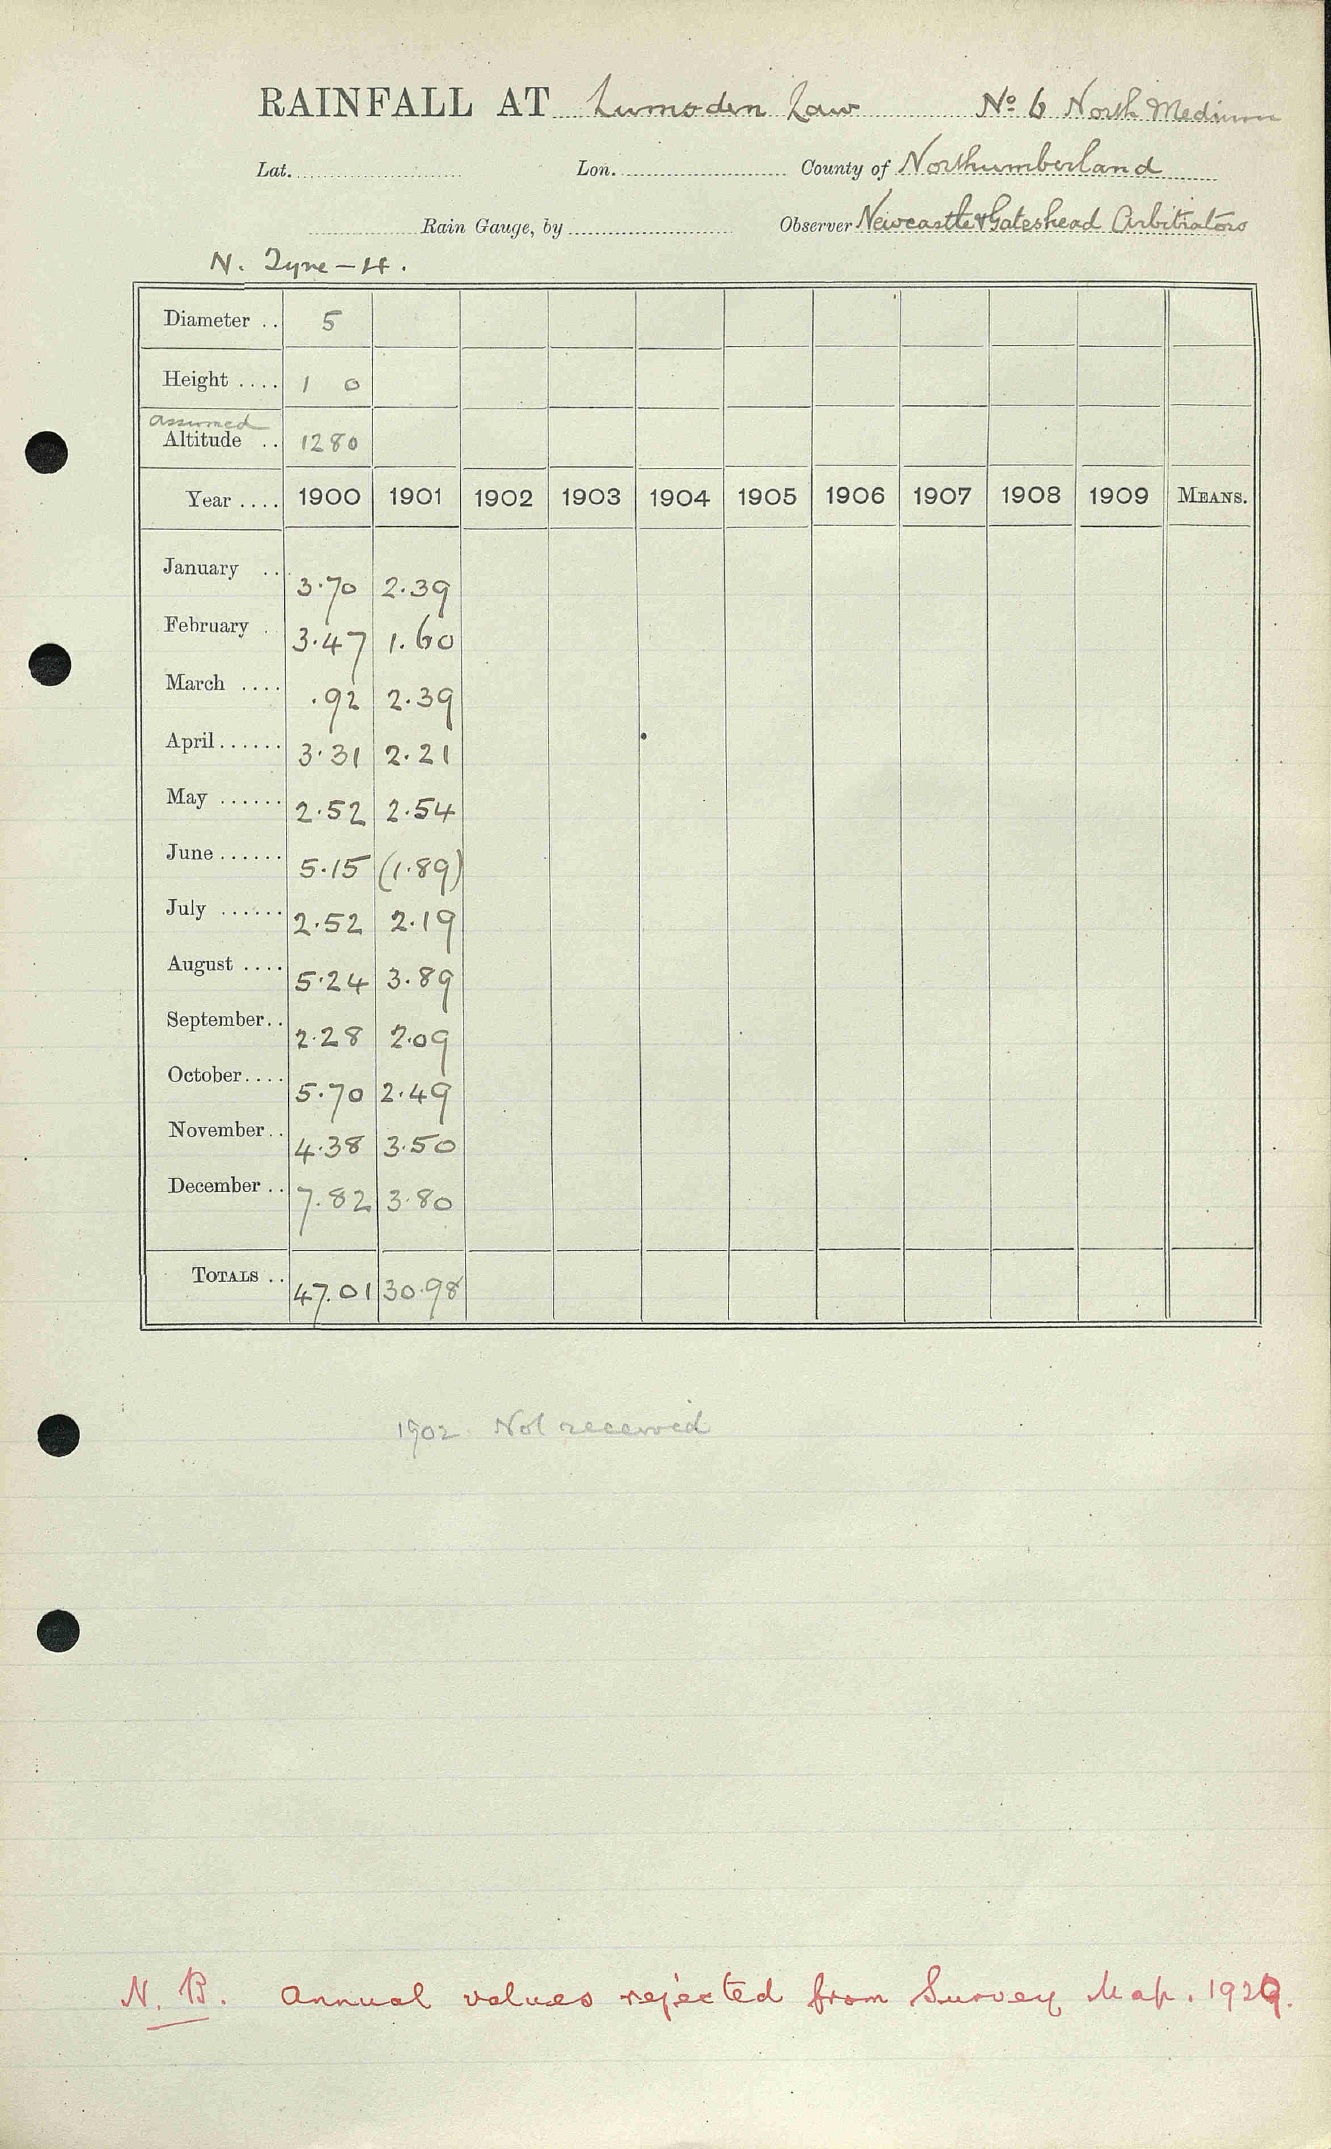 RAINFALL AT Lumsden Law No 6 North Medium
Lat. Lon. County of Northumberland
Rain Gauge, by Observer Newcastle & Gateshead Arbitrators
N. Tyne - 4.
Diameter .. 5
Height .... 1 0
assumed
Altitude .. 1280
Year .... 1900 1901 1902 1903 1904 1905 1906 1907 1908 1909 MEANS.
January .. 3.70 2.39
February . 3.47 1.60
March .... .92 2.39
April...... 3.31 2.21
May ...... 2.52 2.54
June...... 5.15 (1.89)
July ...... 2.52 2.19
August .... 5.24 3.89
September.. 2.28 2.09
October.... 5.70 2.49
November.. 4.38 3.50
December .. 7.82 3.80
TOTALS .. 47.01 30.98
1902 Not received
N. B. Annual values rejected from Survey Map. 1929.